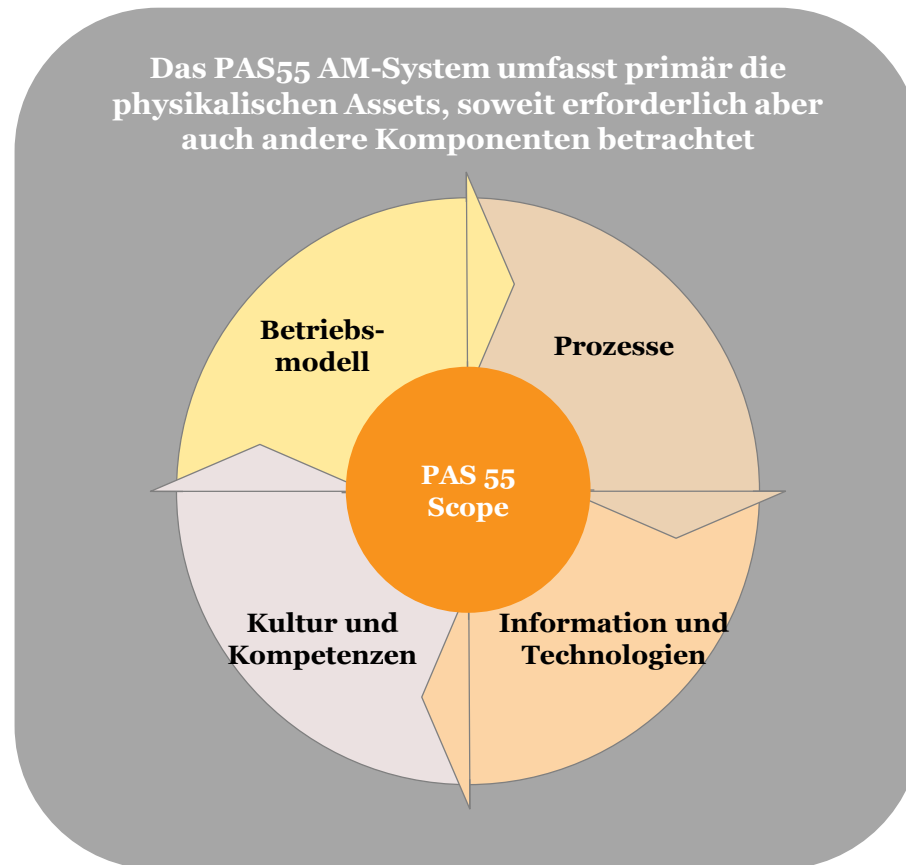 Das PAS55 AM-System umfasst primär die
physikalischen Assets, soweit erforderlich aber
auch andere Komponenten betrachtet
Betriebs-
modell
Prozesse
PAS 55
Scope
Kultur und
Kompetenzen
Information und
Technologien